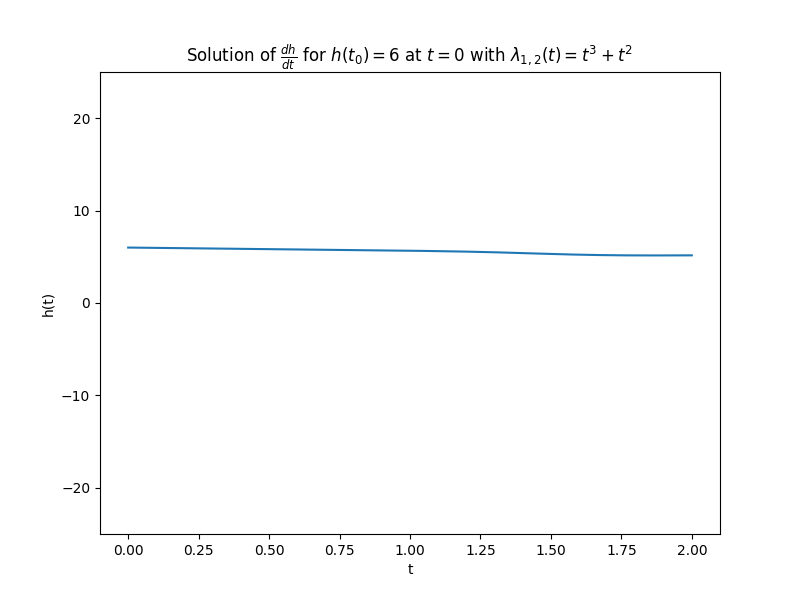 Solution of $\frac{dh}{dt}$ for $h(t_0) = 6$ at $t = 0$ with $\lambda_{1,2}(t) = t^3 + t^2$
20
10
0
−10
−20
h(t)
0.00 0.25 0.50 0.75 1.00 1.25 1.50 1.75 2.00
t